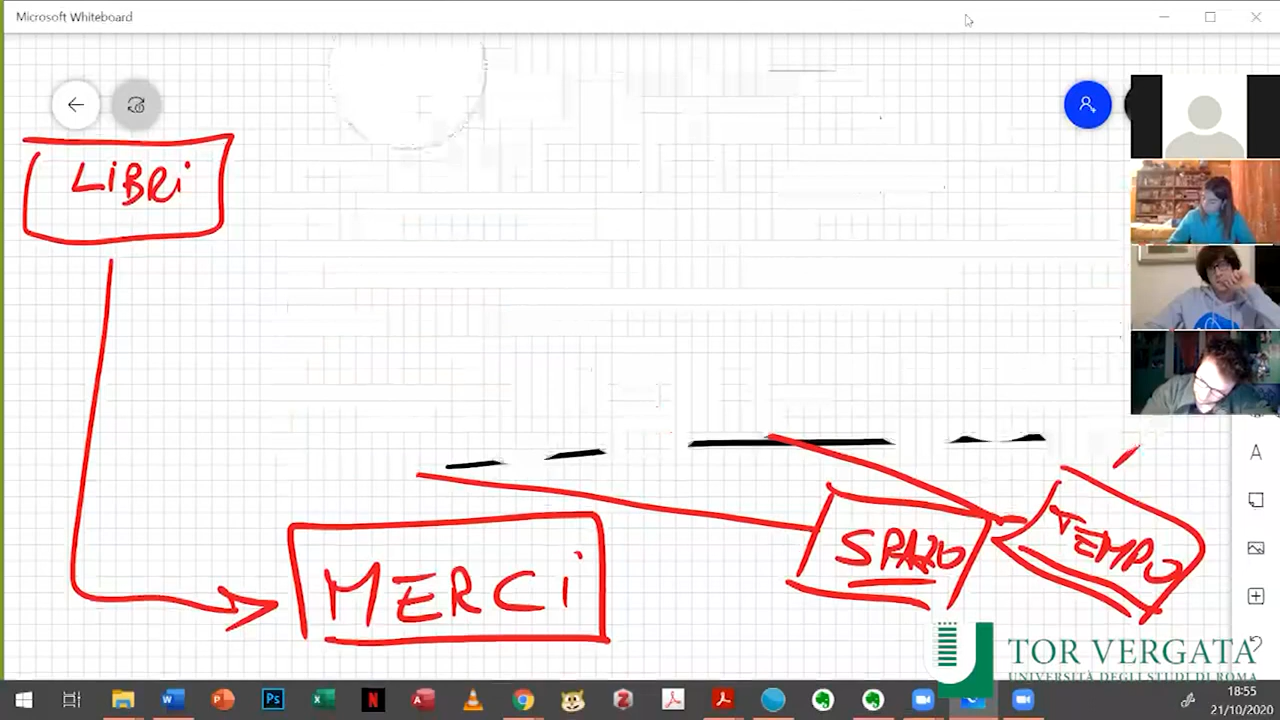 Microsoft Whiteboard
LiBRi
MERCi
SPAZIO
TEMPO
TOR VERGATA
UNIVERSITÀ DEGLI STUDI DI ROMA
18:55
21/10/2020